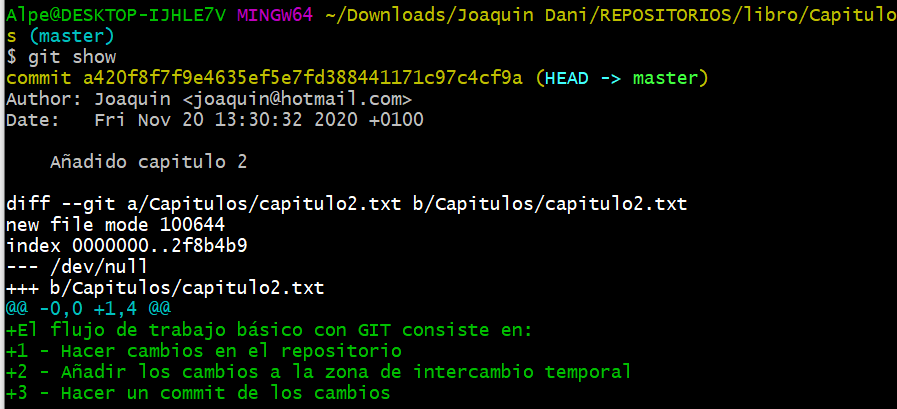 Alpe@DESKTOP-IJHLE7V MINGW64 ~/Downloads/Joaquin Dani/REPOSITORIOS/libro/Capitulo
s (master)
$ git show
commit a420f8f7f9e4635ef5e7fd388441171c97c4cf9a (HEAD -> master)
Author: Joaquin <joaquin@hotmail.com>
Date:   Fri Nov 20 13:30:32 2020 +0100
    Añadido capitulo 2
diff --git a/Capitulos/capitulo2.txt b/Capitulos/capitulo2.txt
new file mode 100644
index 0000000..2f8b4b9
--- /dev/null
+++ b/Capitulos/capitulo2.txt
@@ -0,0 +1,4 @@
+El flujo de trabajo básico con GIT consiste en:
+1 - Hacer cambios en el repositorio
+2 - Añadir los cambios a la zona de intercambio temporal
+3 - Hacer un commit de los cambios